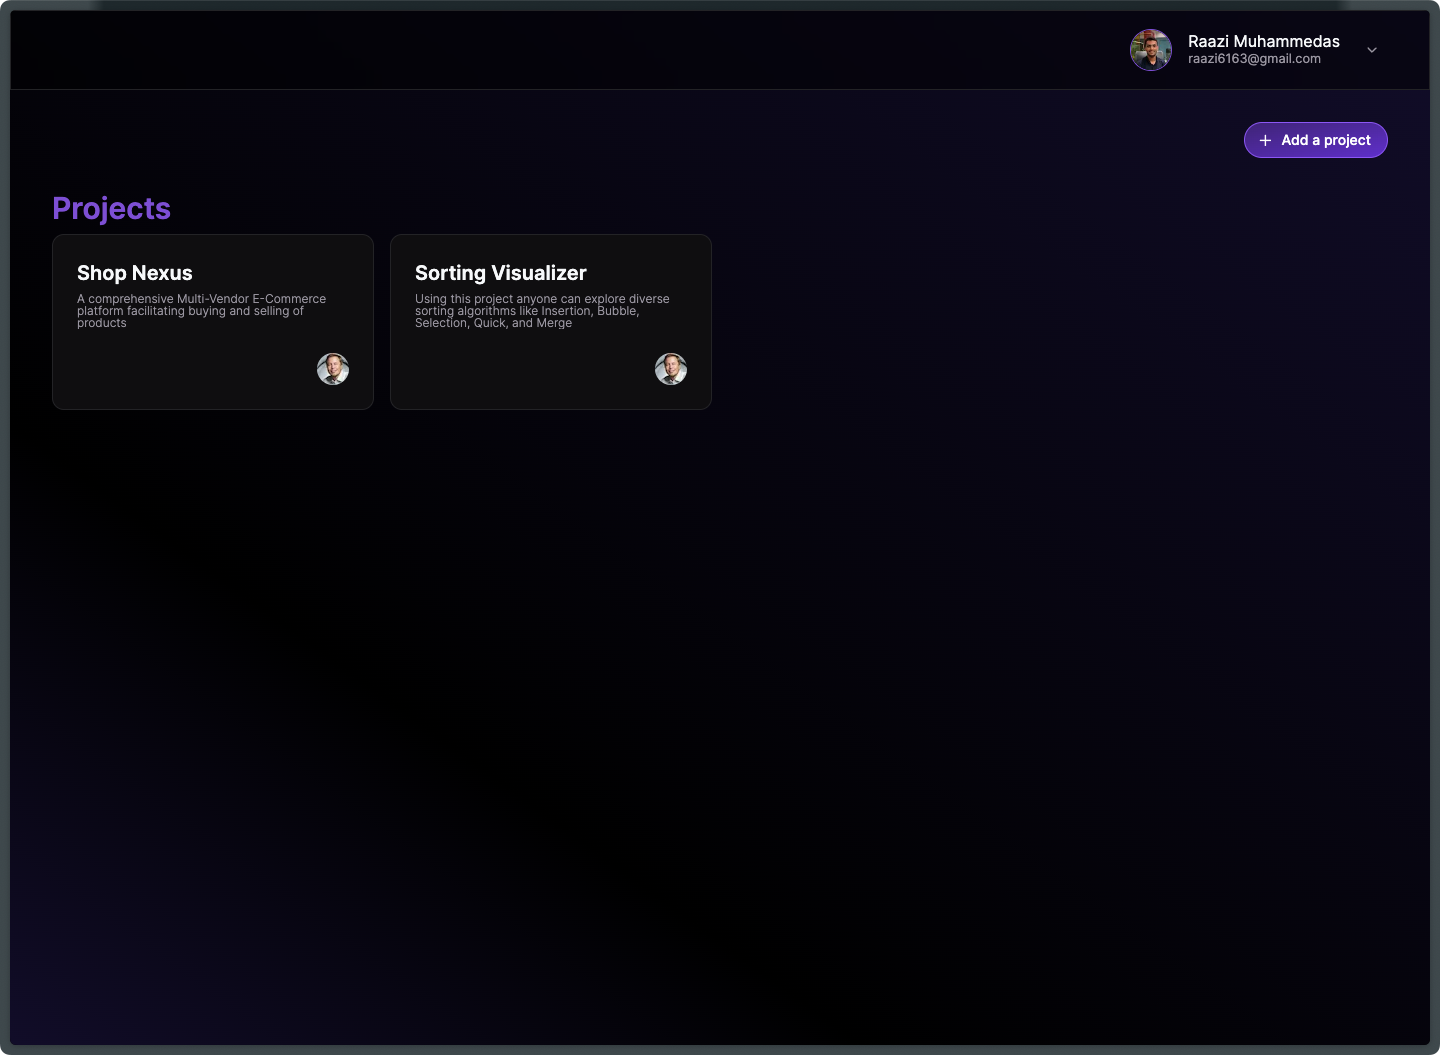 Raazi Muhammedas
raazi6163@gmail.com
Add a project
Projects
Shop Nexus
A comprehensive Multi-Vendor E-Commerce
platform facilitating buying and selling of
products
Sorting Visualizer
Using this project anyone can explore diverse
sorting algorithms like Insertion, Bubble,
Selection, Quick, and Merge